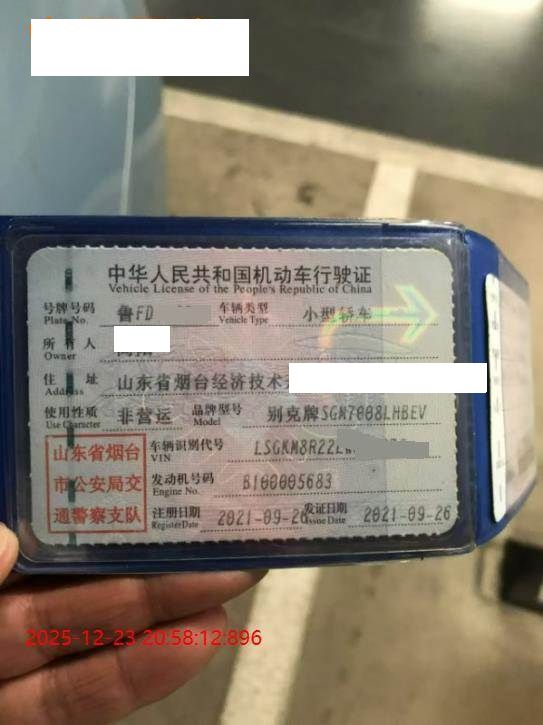 中华人民共和国机动车行驶证
Vehicle License of the People's Republic of China
号牌号码 鲁FD 车辆类型 小型轿车
Plate No. Vehicle Type
所有人
Owner
住址 山东省烟台经济技术
Address
使用性质 非营运 品牌型号 别克牌SGM7008LHBEV
Use Character Model
山东省烟台
市公安局交
通警察支队
车辆识别代号 LSGKM8R22
VIN
发动机号码 B100005683
Engine No.
注册日期 2021-09-26 发证日期 2021-09-26
Register Date Issue Date
2025-12-23 20:58:12:896